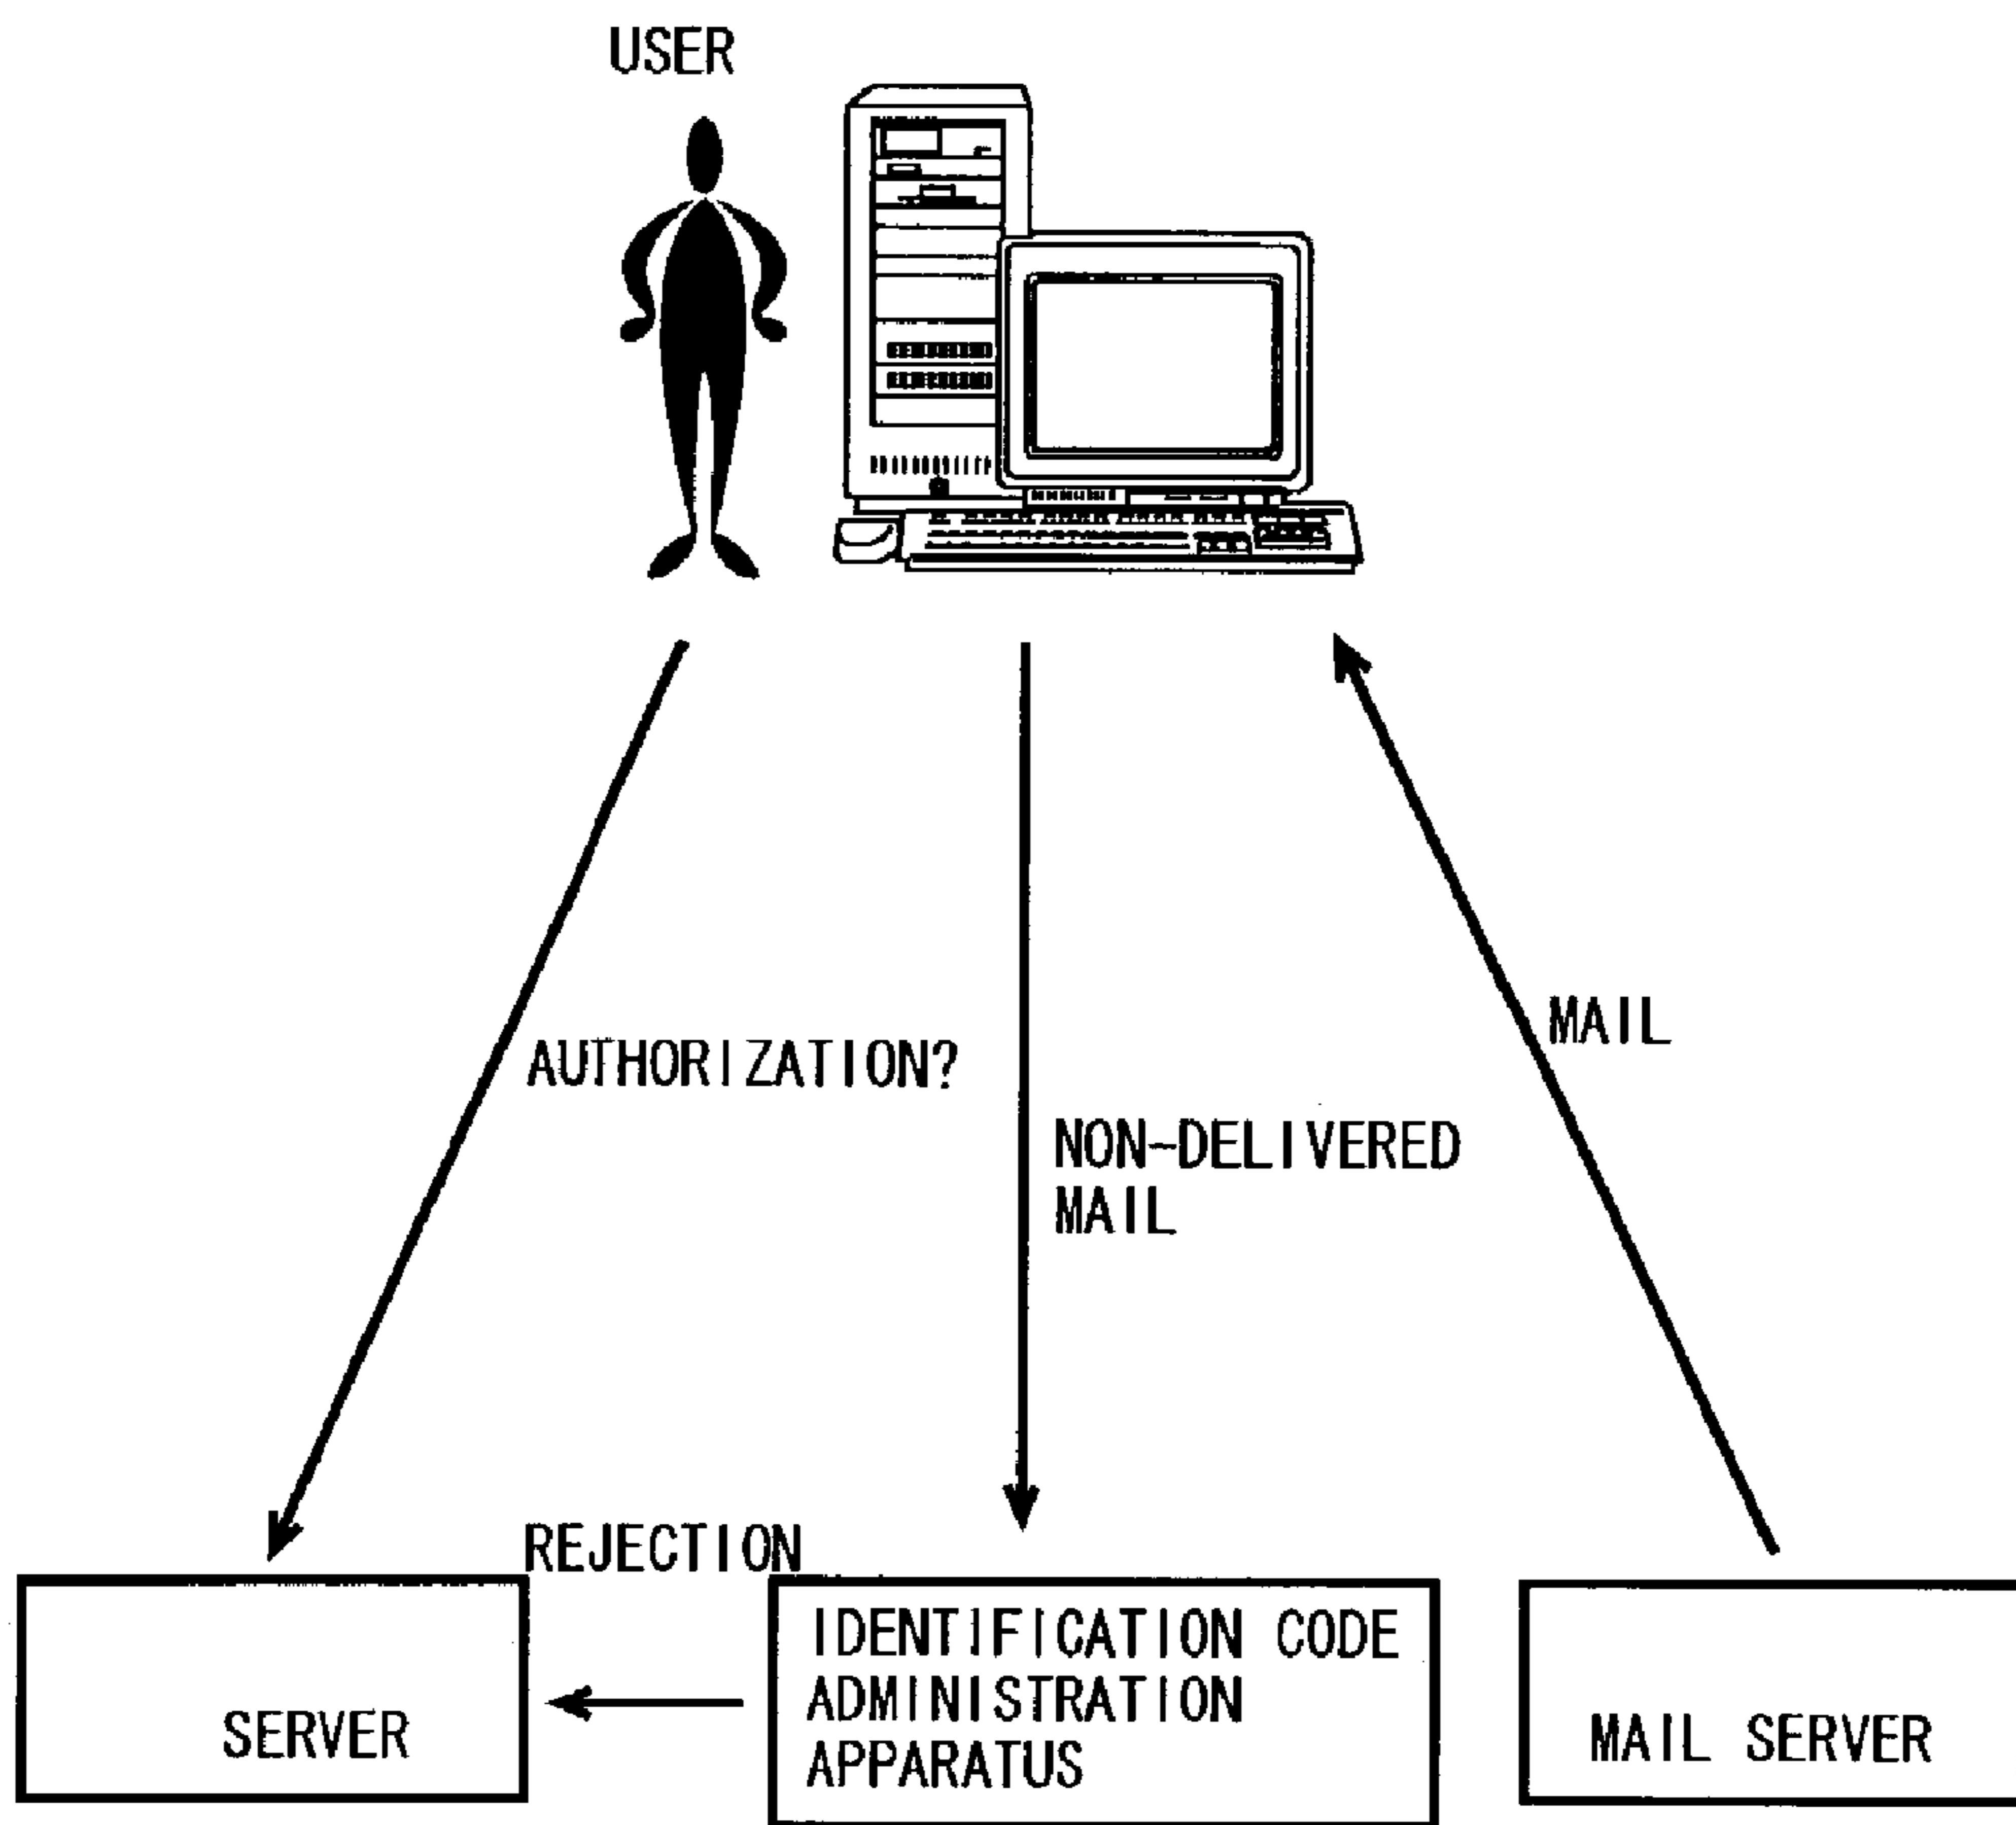 USER
MAIL
AUTHORIZATION?
NON-DELIVERED
MAIL
REJECTION
IDENTIFICATION CODE
ADMINISTRATION
APPARATUS
SERVER
MAIL SERVER